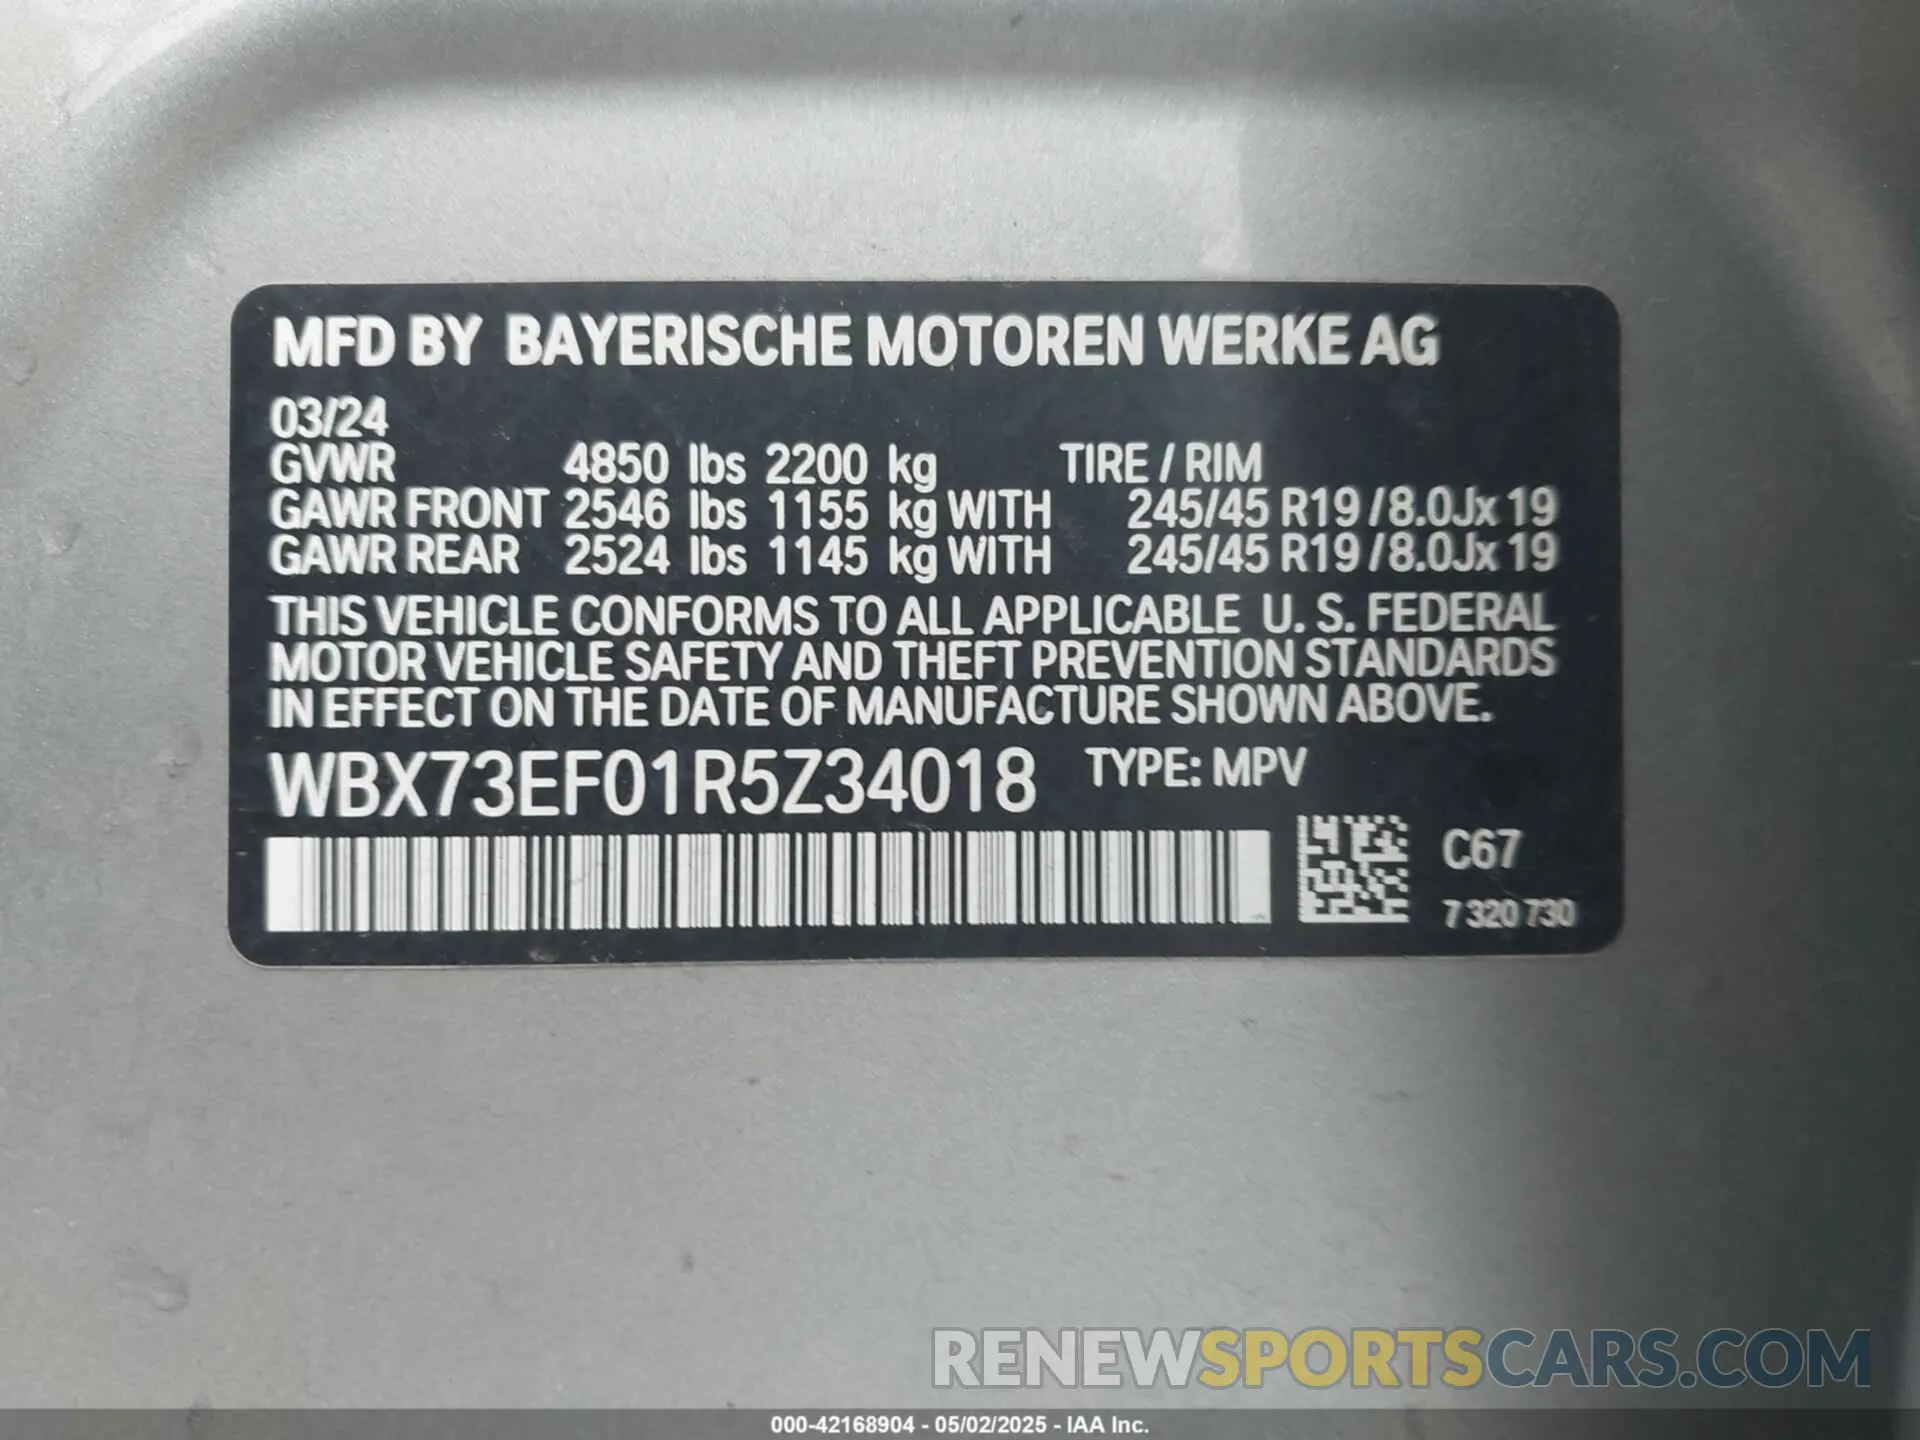 MFD BY BAYERISCHE MOTOREN WERKE AG
03/24
GVWR 4850 lbs 2200 kg TIRE / RIM
GAWR FRONT 2546 lbs 1155 kg WITH 245/45 R19 /8.0Jx 19
GAWR REAR 2524 lbs 1145 kg WITH 245/45 R19 /8.0Jx 19
THIS VEHICLE CONFORMS TO ALL APPLICABLE U. S. FEDERAL
MOTOR VEHICLE SAFETY AND THEFT PREVENTION STANDARDS
IN EFFECT ON THE DATE OF MANUFACTURE SHOWN ABOVE.
WBX73EF01R5Z34018 TYPE: MPV
C67
7 320 730
RENEWSPORTSCARS.COM
000-42168904 - 05/02/2025 - IAA Inc.